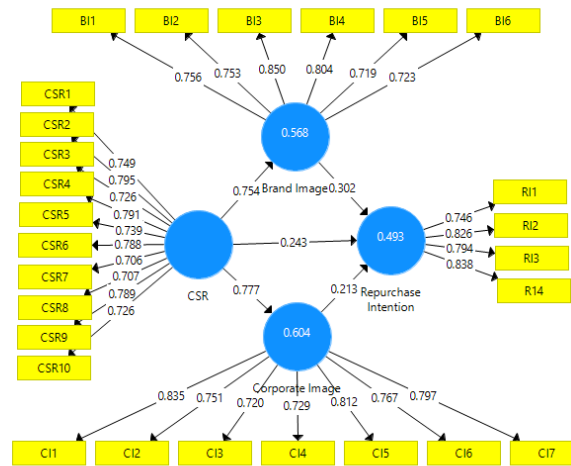 BI1 BI2 BI3 BI4 BI5 BI6
0.756 0.753 0.850 0.804 0.719 0.723
CSR1
CSR2
CSR3
CSR4
CSR5
CSR6
CSR7
CSR8
CSR9
CSR10
0.749
0.795
0.726
0.791
0.739
0.788
0.706
0.707
0.789
0.726
0.568
Brand Image
0.754
0.302
CSR
0.243
0.493
Repurchase
Intention
0.746
0.826
0.794
0.838
RI1
RI2
RI3
R14
0.777
0.213
0.604
Corporate Image
0.835 0.751 0.720 0.729 0.812 0.767 0.797
CI1 CI2 CI3 CI4 CI5 CI6 CI7